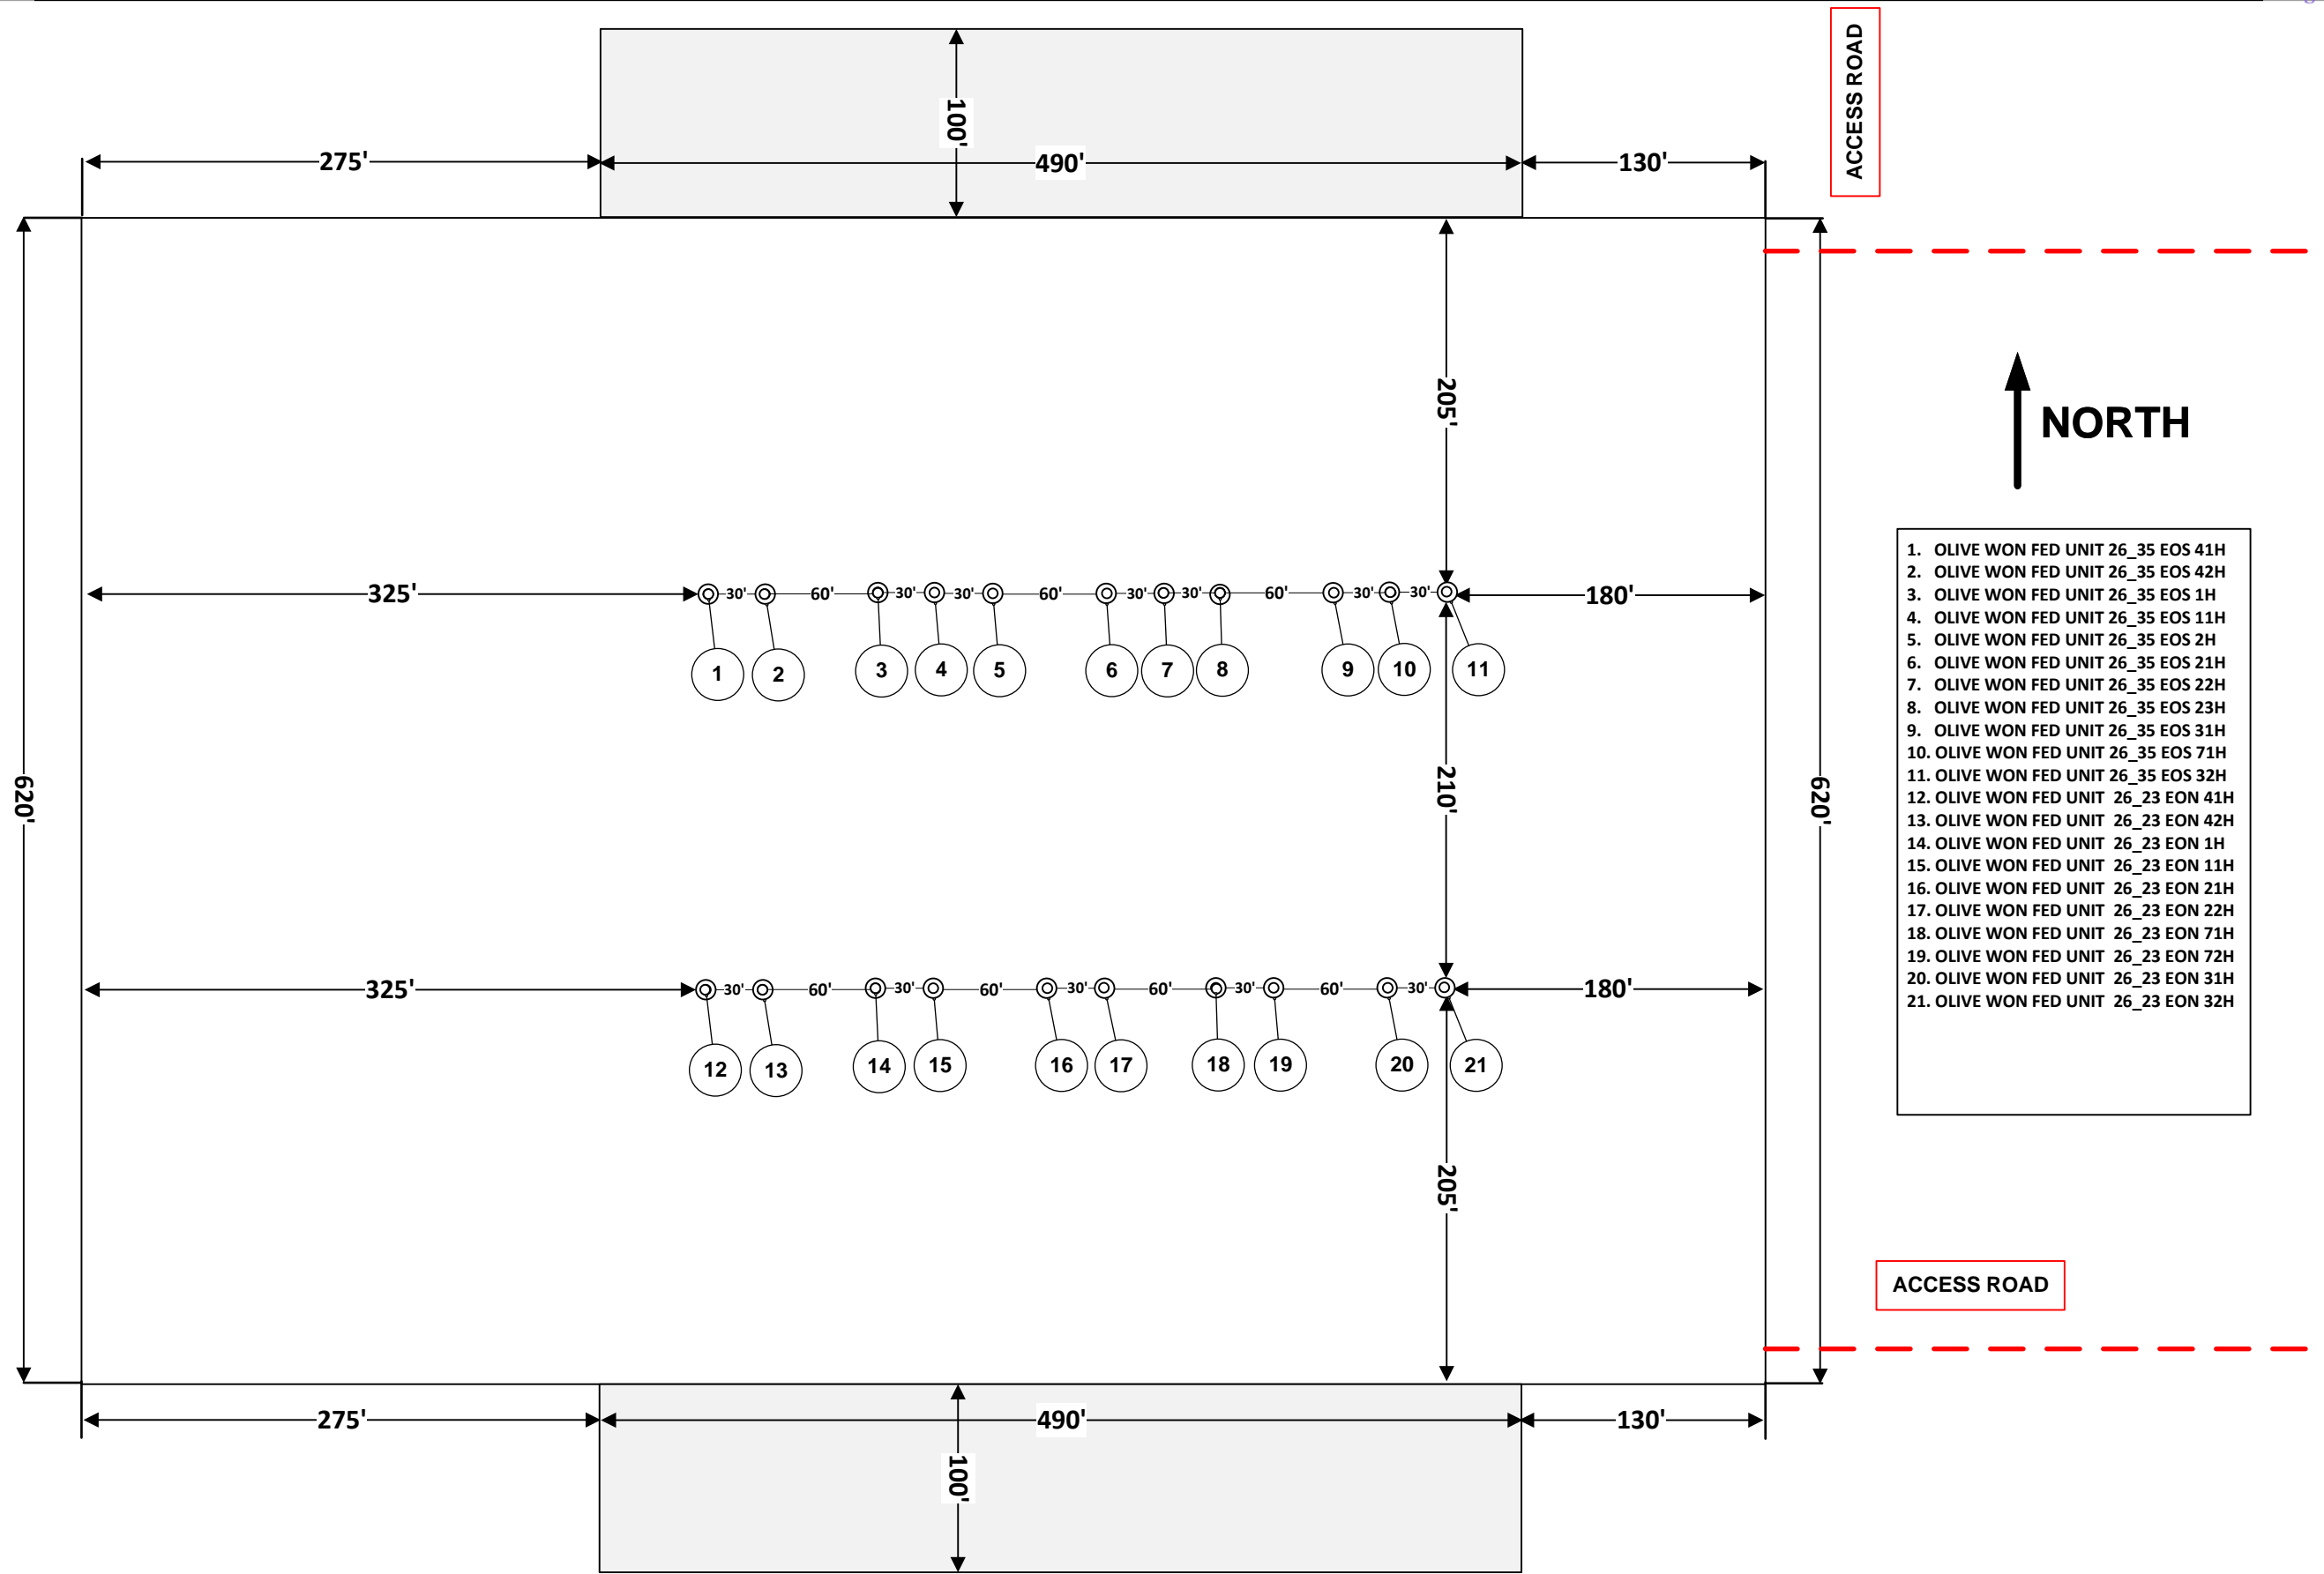 ACCESS ROAD
100'
275'
490'
130'
205'
NORTH
325'
30'
60'
30'
30'
60'
30'
30'
60'
30'
30'
180'
1
2
3
4
5
6
7
8
9
10
11
1. OLIVE WON FED UNIT 26_35 EOS 41H
2. OLIVE WON FED UNIT 26_35 EOS 42H
3. OLIVE WON FED UNIT 26_35 EOS 1H
4. OLIVE WON FED UNIT 26_35 EOS 11H
5. OLIVE WON FED UNIT 26_35 EOS 2H
6. OLIVE WON FED UNIT 26_35 EOS 21H
7. OLIVE WON FED UNIT 26_35 EOS 22H
8. OLIVE WON FED UNIT 26_35 EOS 23H
9. OLIVE WON FED UNIT 26_35 EOS 31H
10. OLIVE WON FED UNIT 26_35 EOS 71H
11. OLIVE WON FED UNIT 26_35 EOS 32H
12. OLIVE WON FED UNIT 26_23 EON 41H
13. OLIVE WON FED UNIT 26_23 EON 42H
14. OLIVE WON FED UNIT 26_23 EON 1H
15. OLIVE WON FED UNIT 26_23 EON 11H
16. OLIVE WON FED UNIT 26_23 EON 21H
17. OLIVE WON FED UNIT 26_23 EON 22H
18. OLIVE WON FED UNIT 26_23 EON 71H
19. OLIVE WON FED UNIT 26_23 EON 72H
20. OLIVE WON FED UNIT 26_23 EON 31H
21. OLIVE WON FED UNIT 26_23 EON 32H
620'
210'
620'
325'
30'
60'
30'
60'
30'
60'
30'
60'
30'
180'
12
13
14
15
16
17
18
19
20
21
205'
ACCESS ROAD
275'
490'
130'
100'